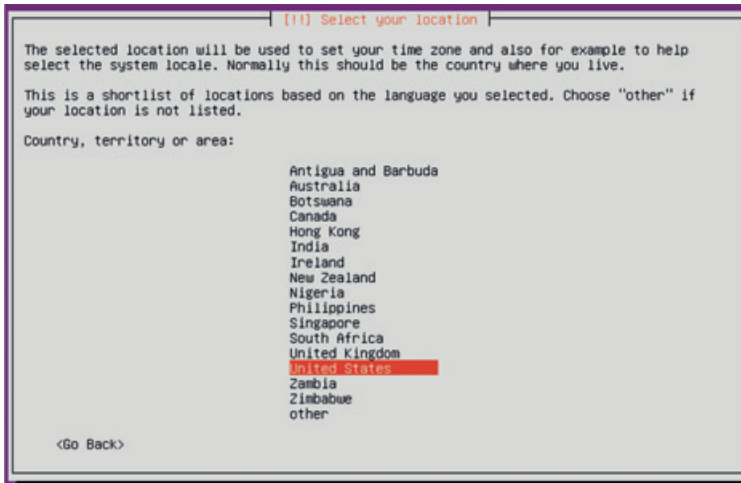 [!!] Select your location
The selected location will be used to set your time zone and also for example to help
select the system locale. Normally this should be the country where you live.
This is a shortlist of locations based on the language you selected. Choose "other" if
your location is not listed.
Country, territory or area:
Antigua and Barbuda
Australia
Botswana
Canada
Hong Kong
India
Ireland
New Zealand
Nigeria
Philippines
Singapore
South Africa
United Kingdom
United States
Zambia
Zimbabwe
other
<Go Back>